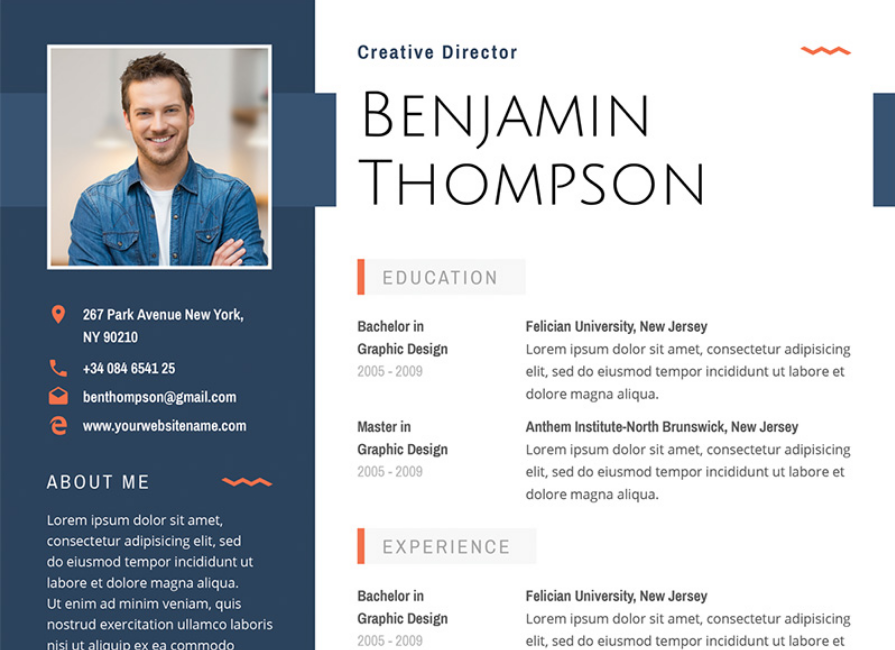 267 Park Avenue New York,
NY 90210
+34 084 6541 25
benthompson@gmail.com
www.yourwebsitename.com
ABOUT ME
Lorem ipsum dolor sit amet,
consectetur adipisicing elit, sed
do eiusmod tempor incididunt ut
labore et dolore magna aliqua.
Ut enim ad minim veniam, quis
nostrud exercitation ullamco laboris
nisi ut aliquip ex ea commodo
Creative Director
BENJAMIN
THOMPSON
EDUCATION
Bachelor in
Graphic Design
2005 - 2009
Felician University, New Jersey
Lorem ipsum dolor sit amet, consectetur adipisicing
elit, sed do eiusmod tempor incididunt ut labore et
dolore magna aliqua.
Master in
Graphic Design
2005 - 2009
Anthem Institute-North Brunswick, New Jersey
Lorem ipsum dolor sit amet, consectetur adipisicing
elit, sed do eiusmod tempor incididunt ut labore et
dolore magna aliqua.
EXPERIENCE
Bachelor in
Graphic Design
2005 - 2009
Felician University, New Jersey
Lorem ipsum dolor sit amet, consectetur adipisicing
elit, sed do eiusmod tempor incididunt ut labore et